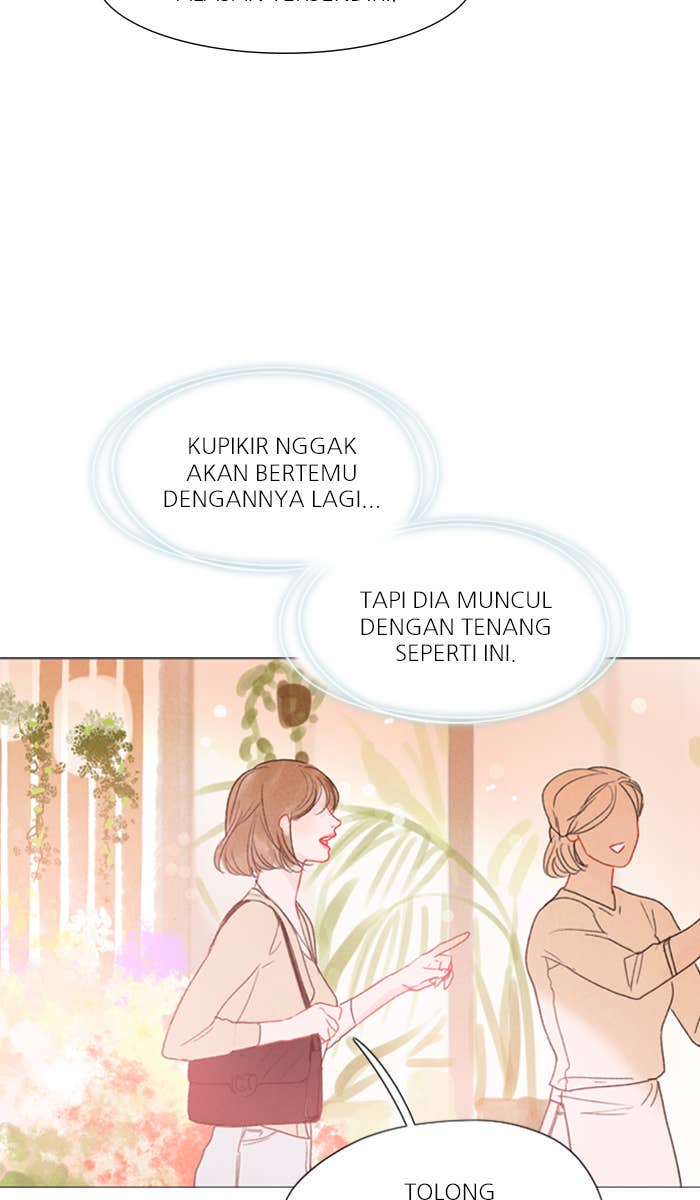 KUPIKIR NGGAK
AKAN BERTEMU
DENGANNYA LAGI...
TAPI DIA MUNCUL
DENGAN TENANG
SEPERTI INI.
TOLONG